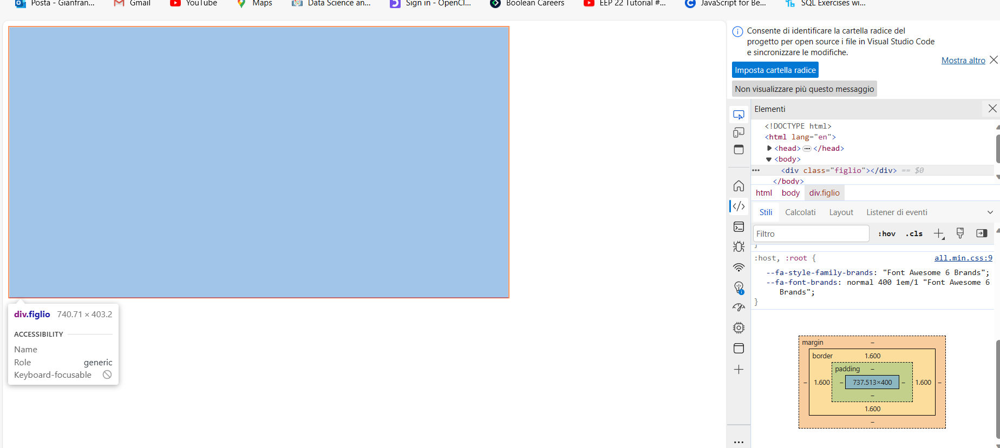 Posta - Gianfran... Gmail YouTube Maps Data Science an... Sign in - OpenCl... Boolean Careers EEP 22 Tutorial #... JavaScript for Be... SQL Exercises wi...
Consente di identificare la cartella radice del
progetto per open source i file in Visual Studio Code
e sincronizzare le modifiche.
Mostra altro
Imposta cartella radice
Non visualizzare più questo messaggio
Elementi
<!DOCTYPE html>
<html lang="en">
<head> ... </head>
<body>
... <div class="figlio"></div> == $0
</body>
html body div.figlio
Stili Calcolati Layout Listener di eventi
Filtro :hov .cls
}
:host, :root { all.min.css:9
--fa-style-family-brands: "Font Awesome 6 Brands";
--fa-font-brands: normal 400 1em/1 "Font Awesome 6
Brands";
}
margin –
border 1.600
padding –
– 1.600 – 737.513×400 – 1.600 –
–
1.600
–
div.figlio 740.71 × 403.2
ACCESSIBILITY
Name
Role generic
Keyboard-focusable